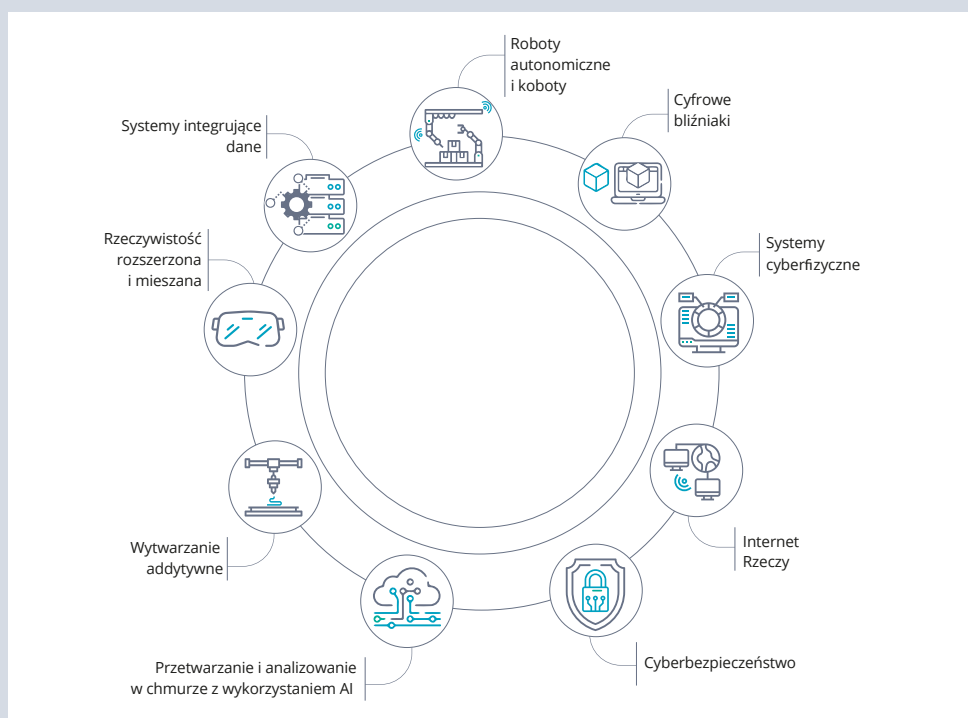 Roboty
autonomiczne
i koboty
Cyfrowe
bliźniaki
Systemy integrujące
dane
Rzeczywistość
rozszerzona
i mieszana
Systemy
cyberfizyczne
Internet
Rzeczy
Wytwarzanie
addytywne
Cyberbezpieczeństwo
Przetwarzanie i analizowanie
w chmurze z wykorzystaniem AI